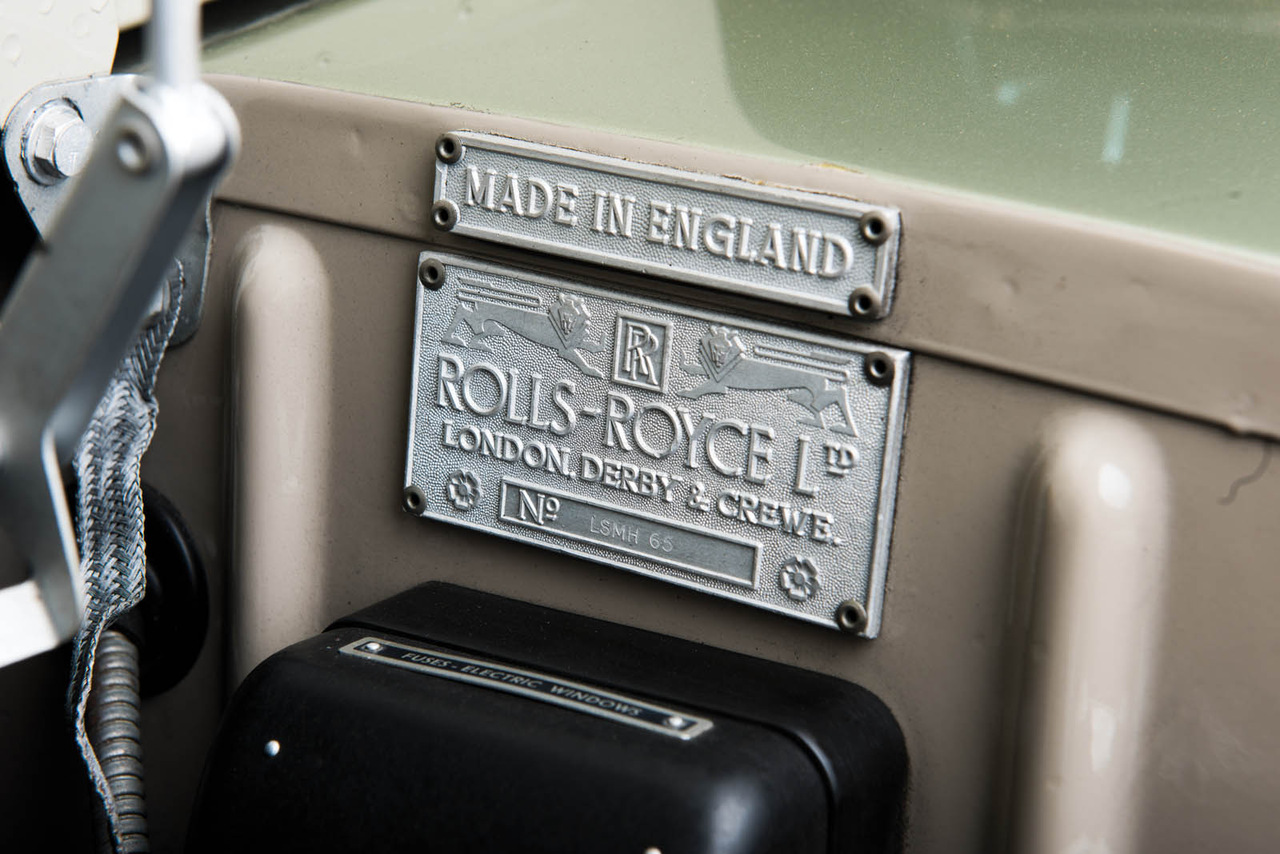 MADE IN ENGLAND
RR
ROLLS-ROYCE LTD
LONDON, DERBY & CREWE.
Nº LSMH 65
FUSES - ELECTRIC WINDOWS